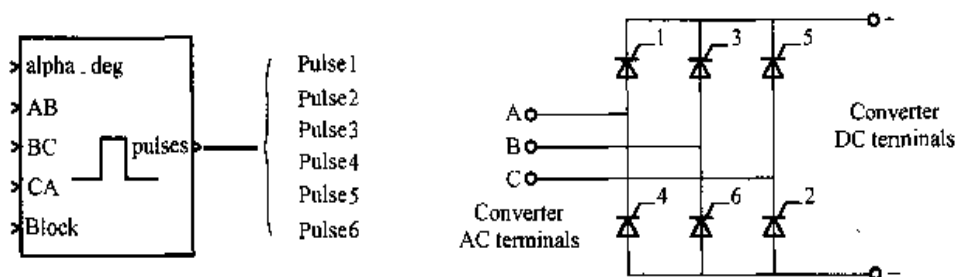 alpha_deg
AB
BC
CA
Block
pulses
Pulse1
Pulse2
Pulse3
Pulse4
Pulse5
Pulse6
1
3
5
A
B
C
4
6
2
Converter
AC terminals
Converter
DC terminals